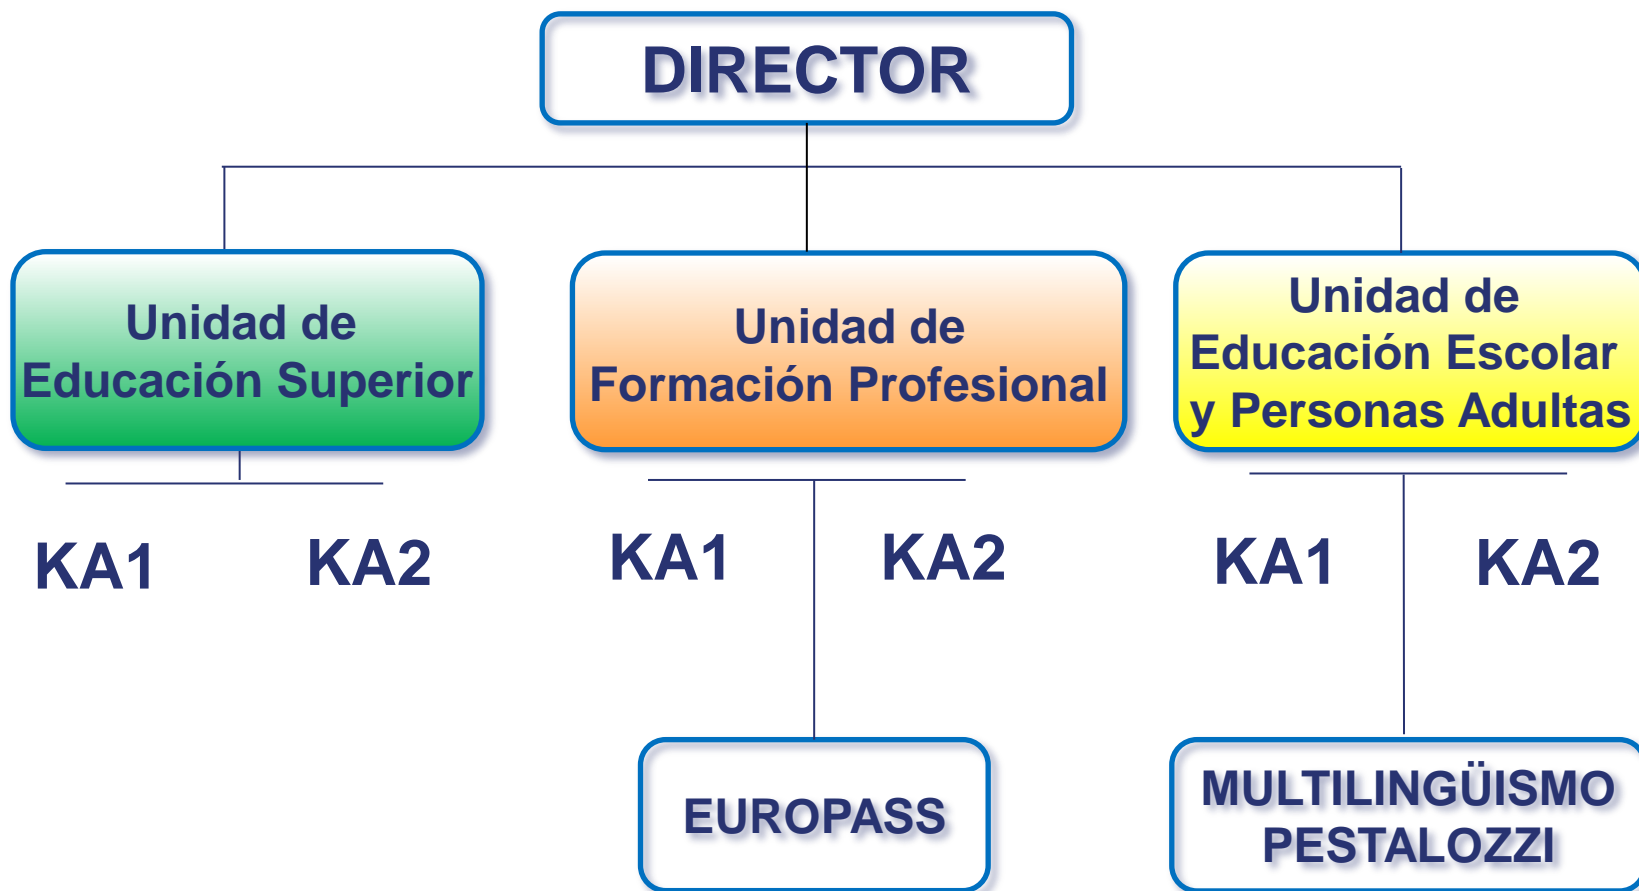 DIRECTOR
Unidad de
Educación Superior
Unidad de
Formación Profesional
Unidad de
Educación Escolar
y Personas Adultas
KA1
KA2
KA1
KA2
KA1
KA2
EUROPASS
MULTILINGÜISMO
PESTALOZZI